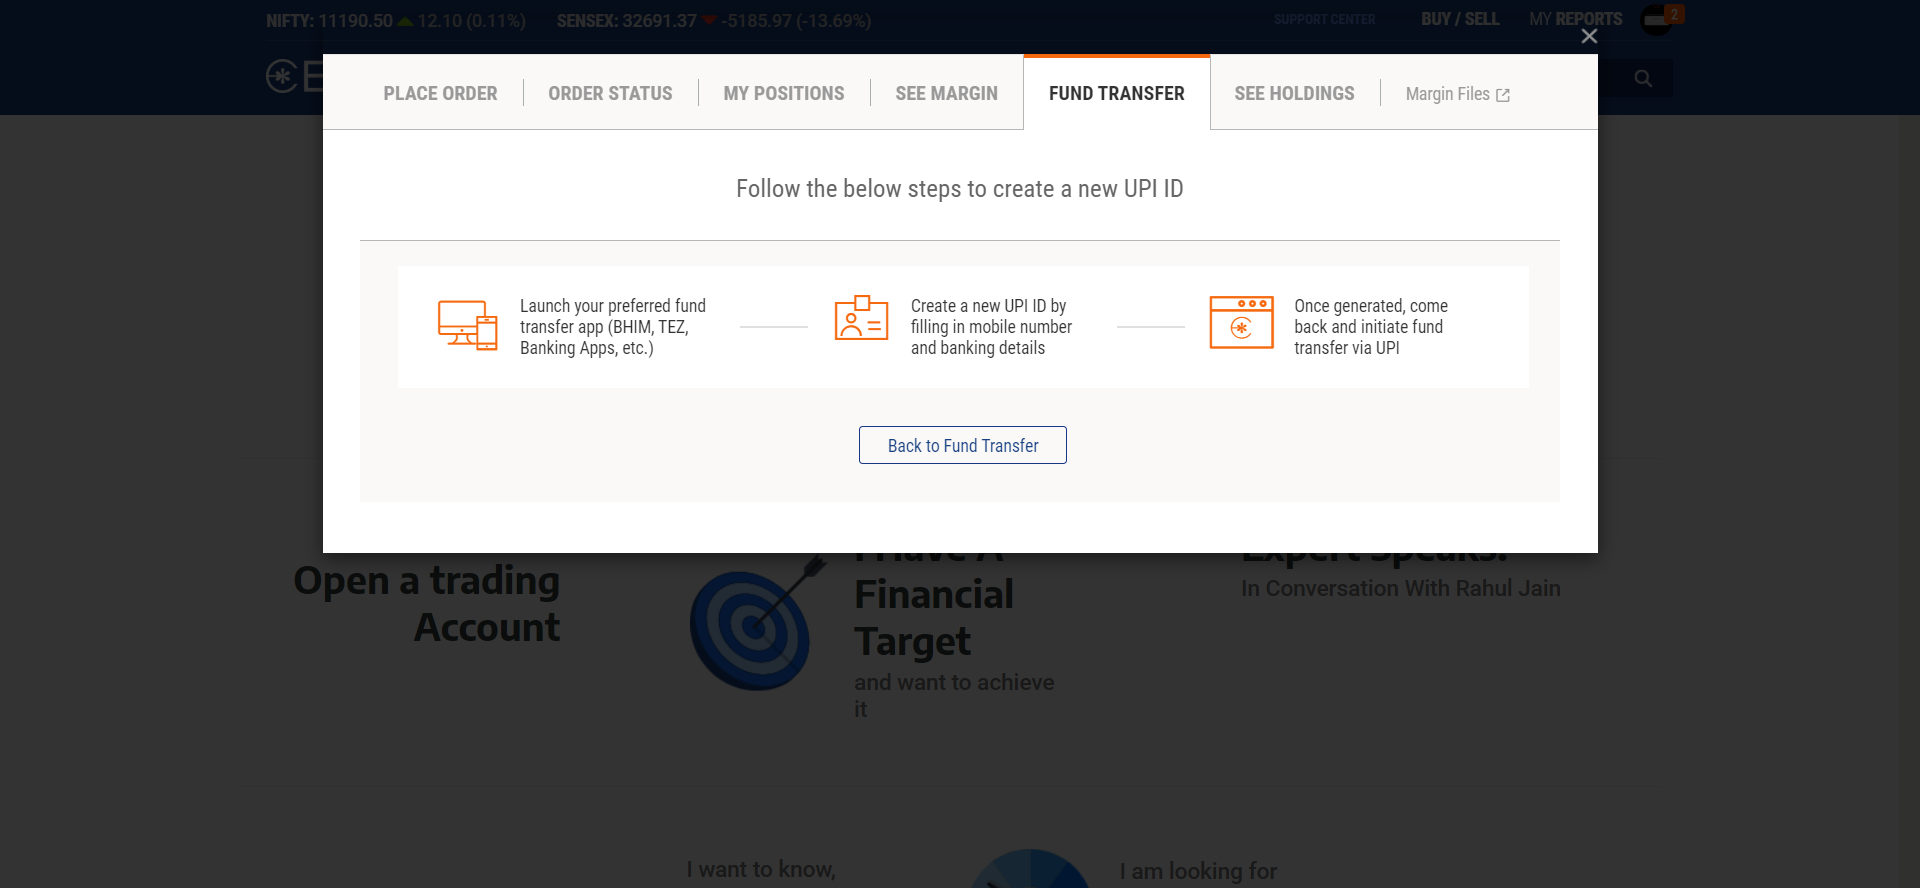 NIFTY: 11190.50 12.10 (0.11%) SENSEX: 32691.37 -5185.97 (-13.69%) SUPPORT CENTER BUY / SELL MY REPORTS 2
PLACE ORDER ORDER STATUS MY POSITIONS SEE MARGIN FUND TRANSFER SEE HOLDINGS Margin Files
Follow the below steps to create a new UPI ID
Launch your preferred fund
transfer app (BHIM, TEZ,
Banking Apps, etc.)
Create a new UPI ID by
filling in mobile number
and banking details
Once generated, come
back and initiate fund
transfer via UPI
Back to Fund Transfer
Open a trading
Account
I Have A
Financial
Target
and want to achieve
it
Expert Speaks.
In Conversation With Rahul Jain
I want to know,
I am looking for